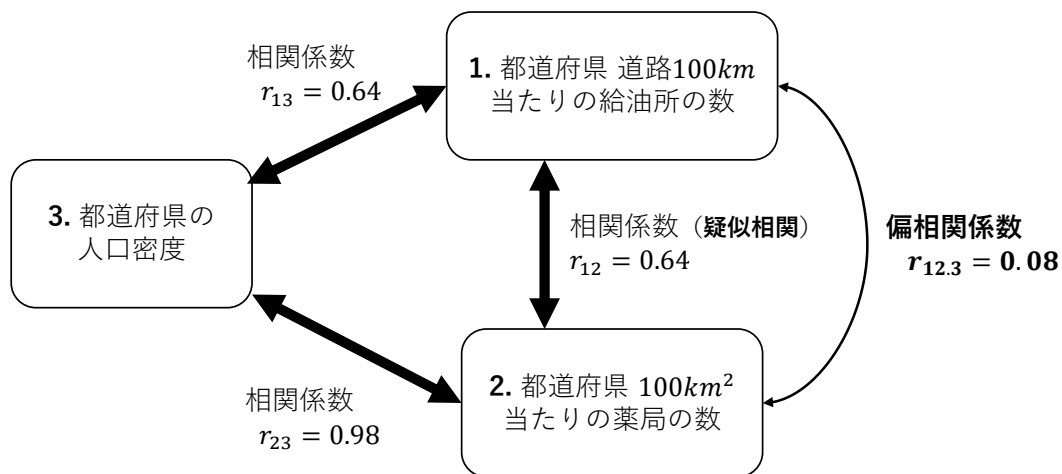 相関係数
r₁₃ = 0.64
1. 都道府県 道路100km
当たりの給油所の数
3. 都道府県の
人口密度
相関係数（疑似相関）
r₁₂ = 0.64
偏相関係数
r₁₂.₃ = 0.08
相関係数
r₂₃ = 0.98
2. 都道府県 100km²
当たりの薬局の数